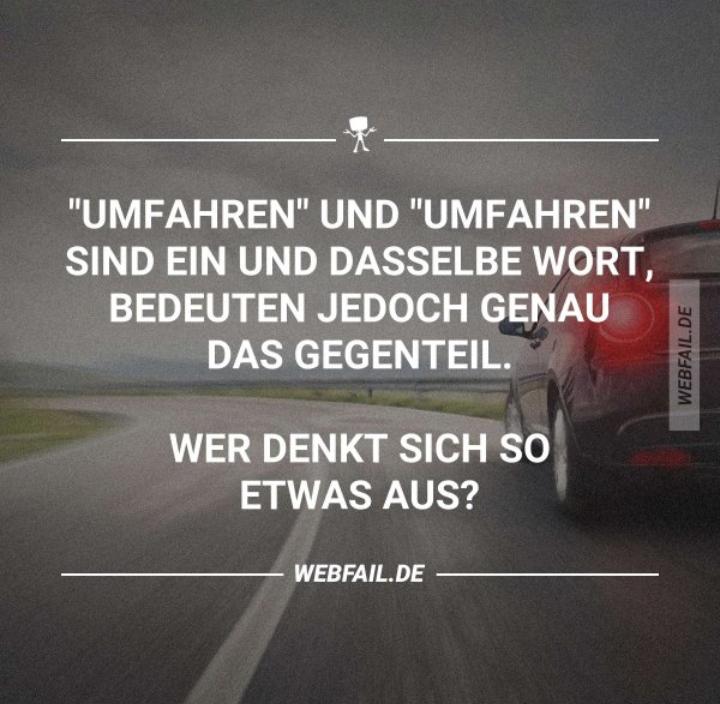 "UMFAHREN" UND "UMFAHREN"
SIND EIN UND DASSELBE WORT,
BEDEUTEN JEDOCH GENAU
DAS GEGENTEIL.
WER DENKT SICH SO
ETWAS AUS?
WEBFAIL.DE
WEBFAIL.DE